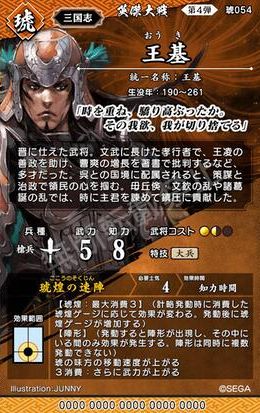 琥
三国志
英傑大戦
第4弾
琥054
おう き
王基
統一名称：王基
生没年：190～261
「時を重ね、驕り高ぶったか。
その我欲、我が切り捨てる」
晋に仕えた武将。文武に長けた孝行者で、王凌の
善政を助け、曹爽の増長を著書で批判するなど、
多才だった。呉との国境に配属されると、策謀と
治政で領民の心を掴む。毌丘倹・文欽の乱や諸葛
誕の乱では、時に主君を諫めて鎮圧に貢献した。
兵種 武力 知力 武将コスト
槍兵 5 8 特技 大兵
ここうのそくじん
琥煌の速陣
必要士気 効果時間
4 知力時間
効果範囲
【琥煌：最大消費3】（計略発動時に消費した
琥煌ゲージに応じて効果が変わる。発動後に琥
煌ゲージが増加する）
【陣形】（発動すると陣形が出現し、その中に
いる間のみ効果が発生する。陣形は同時に複数
発動できない）
琥の味方の移動速度が上がる
3消費：さらに武力が上がる
Illustration:JUNNY
©SEGA
0000 0000 0000 0000 0000